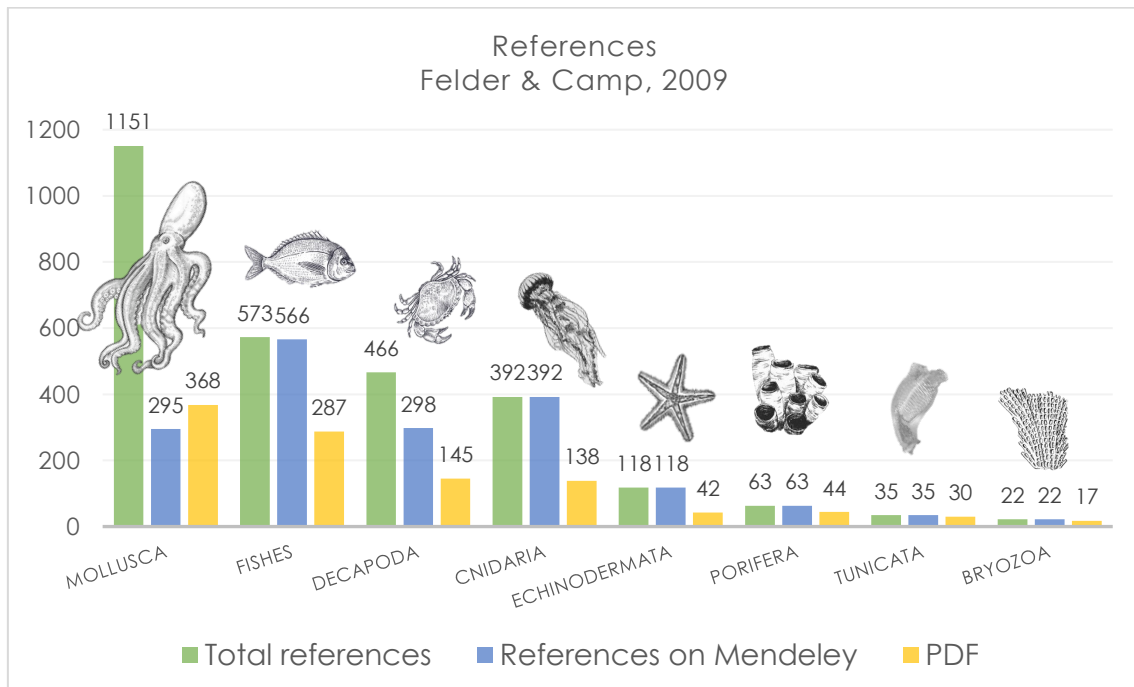 References
Felder & Camp, 2009
1200
1000
800
600
400
200
0
1151
295
368
573
566
287
466
298
145
392
392
138
118
118
42
63
63
44
35
35
30
22
22
17
MOLLUSCA
FISHES
DECAPODA
CNIDARIA
ECHINODERMATA
PORIFERA
TUNICATA
BRYOZOA
Total references
References on Mendeley
PDF